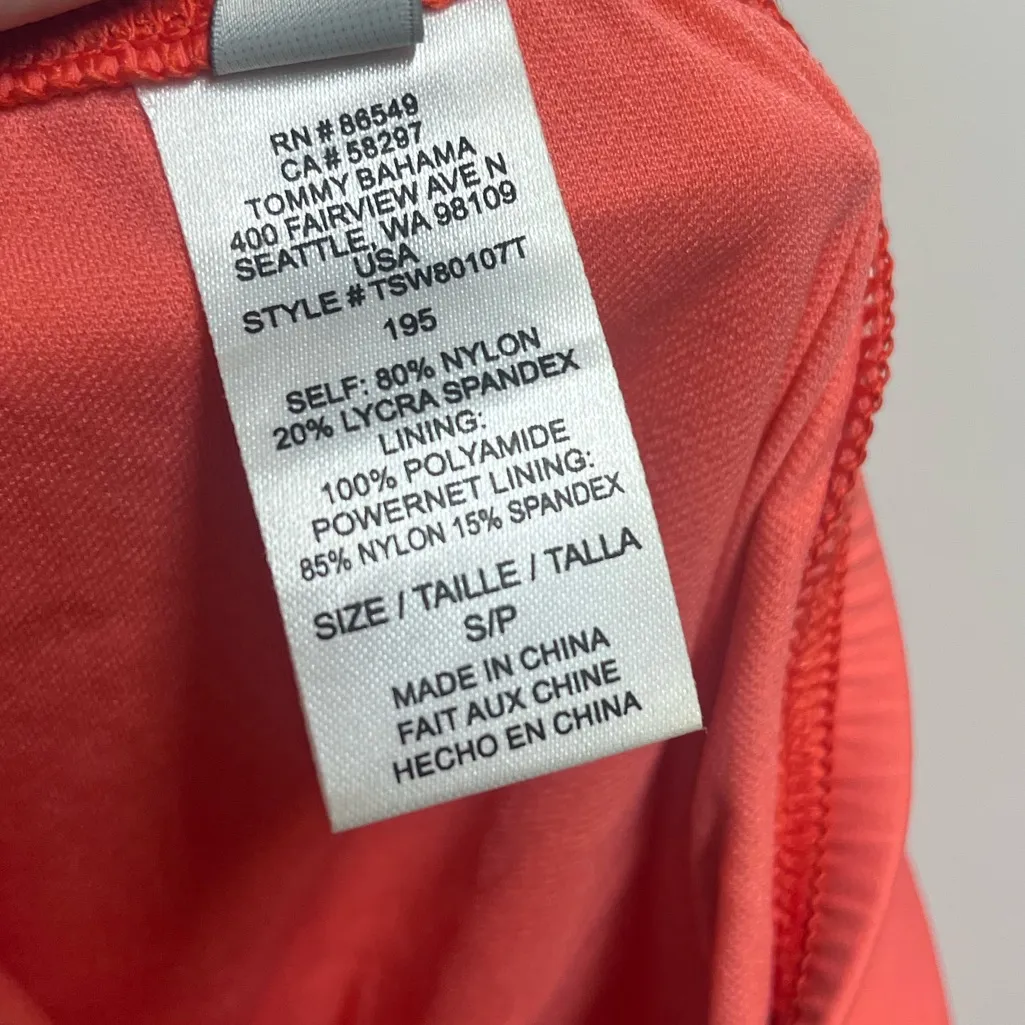 RN # 86549
CA # 58297
TOMMY BAHAMA
400 FAIRVIEW AVE N
SEATTLE, WA 98109
USA
STYLE # TSW80107T
195
SELF: 80% NYLON
20% LYCRA SPANDEX
LINING:
100% POLYAMIDE
POWERNET LINING:
85% NYLON 15% SPANDEX
SIZE / TAILLE / TALLA
S/P
MADE IN CHINA
FAIT AUX CHINE
HECHO EN CHINA